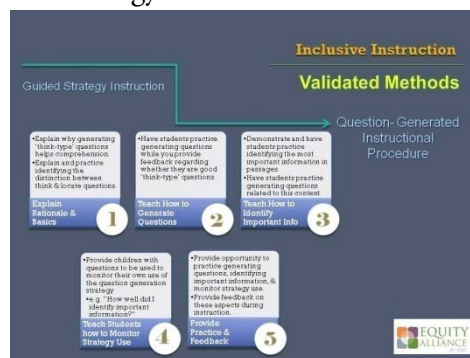 Inclusive Instruction
Guided Strategy Instruction
Validated Methods
Question-Generated
Instructional
Procedure
•Explain why generating
'think-type' questions
helps comprehension
•Explain and practice
identifying the
distinction between
think & locate questions
Explain
Rationale &
Basics
1
•Have students practice
generating questions
while you provide
feedback regarding
whether they are good
'think-type' questions
Teach How to
Generate
Questions
2
•Demonstrate and have
students practice
identifying the most
important information in
passages
•Have students practice
generating questions
related to this content
Teach How to
Identify
Important Info
3
•Provide children with
questions to be used to
monitor their own use of
the question generation
strategy
•e.g. "How well did I
identify important
information?"
Teach Students
how to Monitor
Strategy Use
4
•Provide opportunity to
practice generating
questions, identifying
important information, &
monitor strategy use.
•Provide feedback on
these aspects during
instruction.
Provide
Practice &
Feedback
5
EQUITY
ALLIANCE
AT ASU